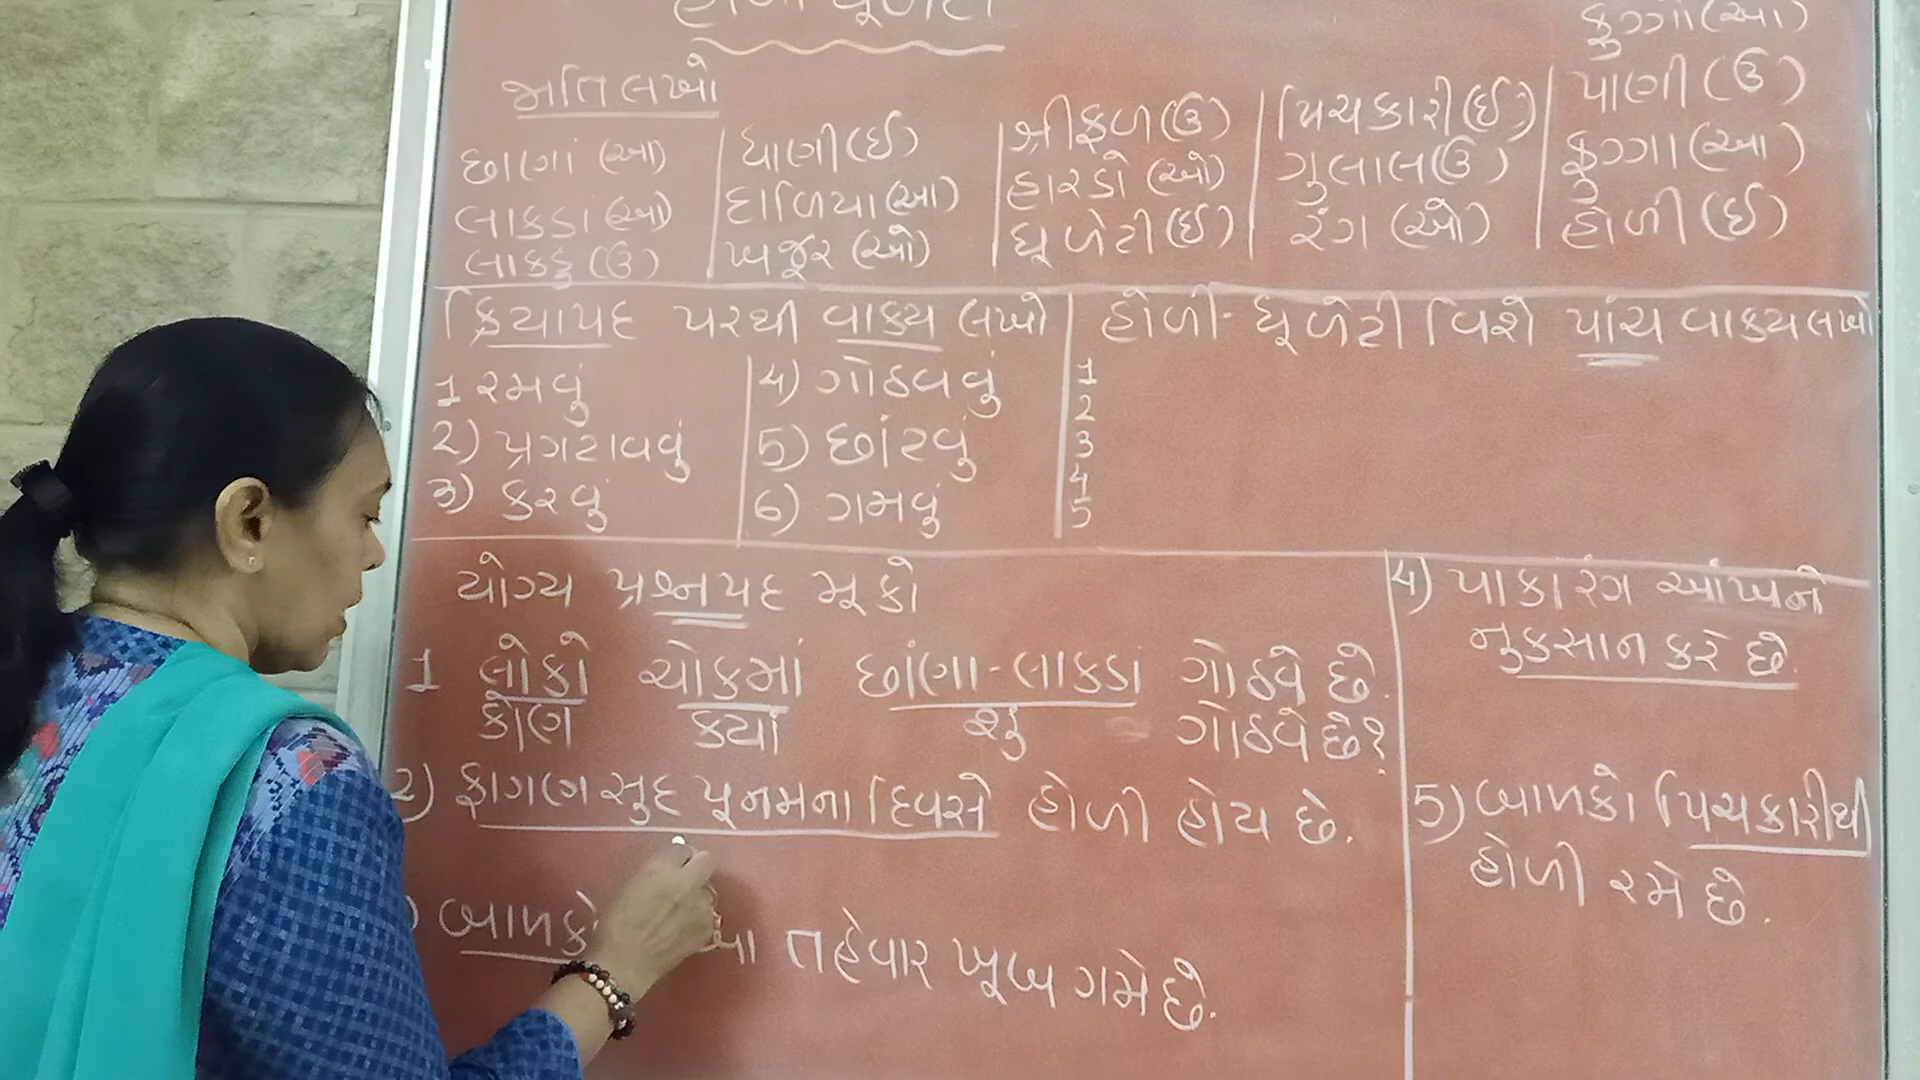 હોળી ધૂળેટી
જાતિ લખો
છાણાં (આ)
લાકડાં (આ)
લાકડું (ઉ)
ધાણી (ઈ)
દાળિયા (આ)
ખજૂર (ઓ)
શ્રીફળ (ઉ)
હારડો (ઓ)
ધૂળેટી (ઈ)
પિચકારી (ઈ)
ગુલાલ (ઉ)
રંગ (ઓ)
ફુગ્ગો (આ)
પાણી (ઉ)
ફુગ્ગા (આ)
હોળી (ઈ)
ક્રિયાપદ પરથી વાક્ય લખો
1 રમવું
2) પ્રગટાવવું
3) કરવું
4) ગોઠવવું
5) છાંટવું
6) ગમવું
હોળી - ધૂળેટી વિશે પાંચ વાક્ય લખો
1
2
3
4
5
યોગ્ય પ્રશ્નપદ મૂકો
1 લોકો ચોકમાં છાંણા-લાકડાં ગોઠવે છે.
કોણ ક્યાં શું ગોઠવે છે?
2) ફાગણ સુદ પૂનમના દિવસે હોળી હોય છે.
) બાળકો આ તહેવાર ખૂબ ગમે છે.
4) પાકા રંગ આંખને
નુકસાન કરે છે.
5) બાળકો પિચકારીથી
હોળી રમે છે.